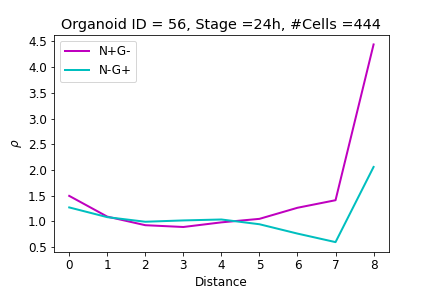 Organoid ID = 56, Stage =24h, #Cells =444
N+G-
N-G+
4.5
4.0
3.5
3.0
2.5
2.0
1.5
1.0
0.5
ρ
0 1 2 3 4 5 6 7 8
Distance